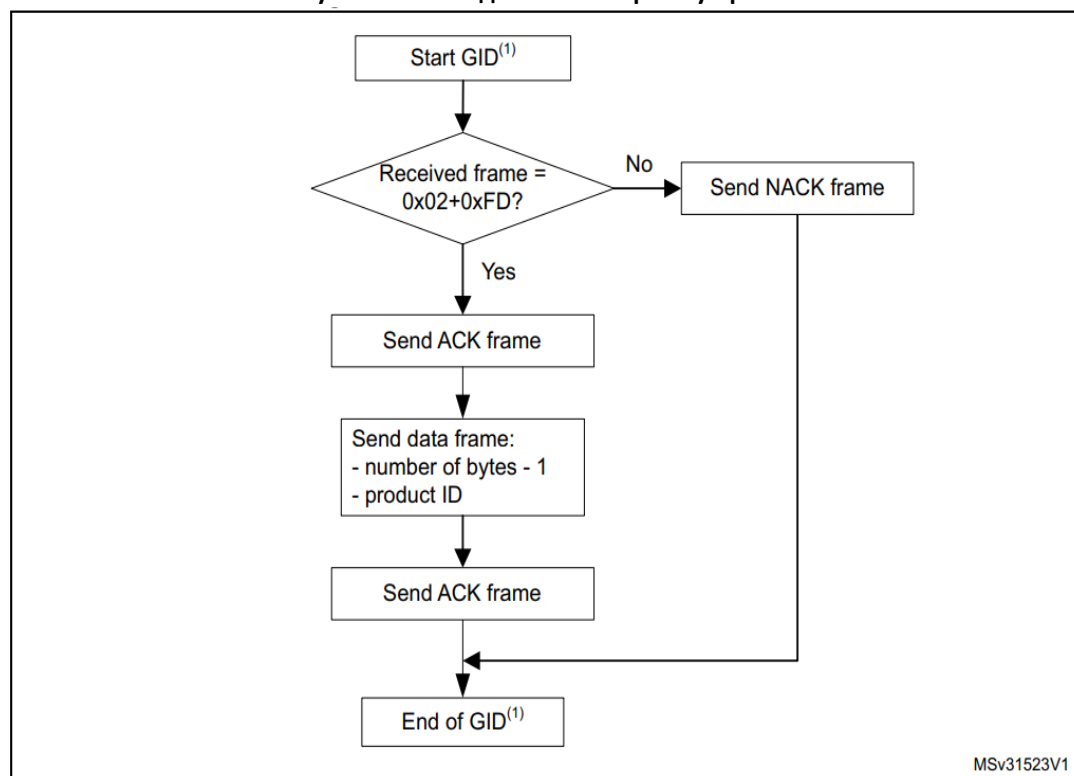 Start GID(1)
Received frame =
0x02+0xFD?
No
Send NACK frame
Yes
Send ACK frame
Send data frame:
- number of bytes - 1
- product ID
Send ACK frame
End of GID(1)
MSv31523V1